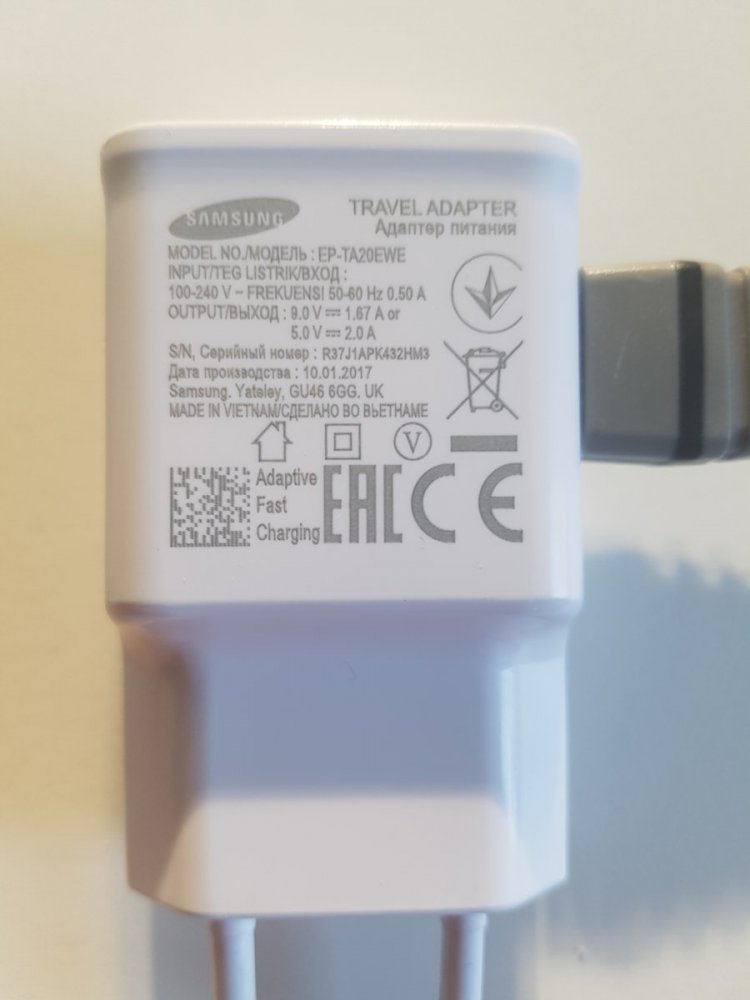 SAMSUNG
TRAVEL ADAPTER
Адаптер питания
MODEL NO./МОДЕЛЬ : EP-TA20EWE
INPUT/TEG LISTRIK/ВХОД :
100-240 V ~ FREKUENSI 50-60 Hz 0.50 A
OUTPUT/ВЫХОД : 9.0 V ⎓ 1.67 A or
5.0 V ⎓ 2.0 A
S/N, Серийный номер : R37J1APK432HM3
Дата производства : 10.01.2017
Samsung. Yateley, GU46 6GG. UK
MADE IN VIETNAM/СДЕЛАНО ВО ВЬЕТНАМЕ
V
Adaptive
Fast
Charging
EAC CE